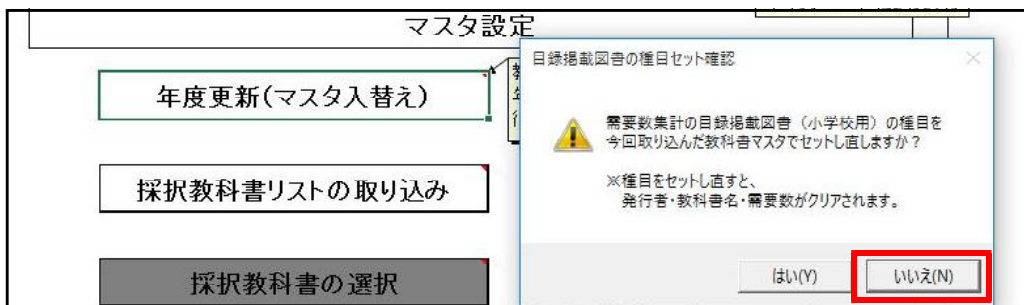 マスタ設定
年度更新(マスタ入替え)
採択教科書リストの取り込み
採択教科書の選択
目録掲載図書の種目セット確認
需要数集計の目録掲載図書（小学校用）の種目を
今回取り込んだ教科書マスタでセットし直しますか？
※種目をセットし直すと、
発行者・教科書名・需要数がクリアされます。
はい(Y)
いいえ(N)